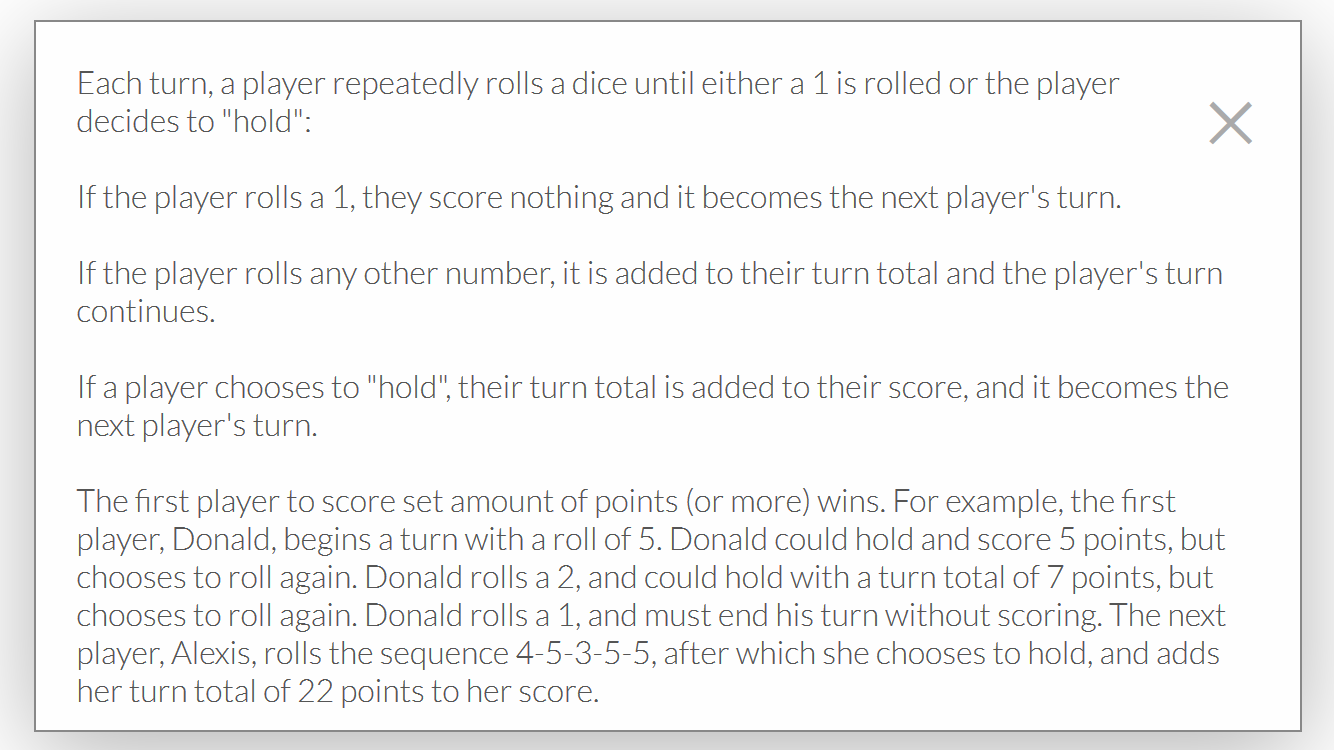 Each turn, a player repeatedly rolls a dice until either a 1 is rolled or the player
decides to "hold":
If the player rolls a 1, they score nothing and it becomes the next player's turn.
If the player rolls any other number, it is added to their turn total and the player's turn
continues.
If a player chooses to "hold", their turn total is added to their score, and it becomes the
next player's turn.
The first player to score set amount of points (or more) wins. For example, the first
player, Donald, begins a turn with a roll of 5. Donald could hold and score 5 points, but
chooses to roll again. Donald rolls a 2, and could hold with a turn total of 7 points, but
chooses to roll again. Donald rolls a 1, and must end his turn without scoring. The next
player, Alexis, rolls the sequence 4-5-3-5-5, after which she chooses to hold, and adds
her turn total of 22 points to her score.